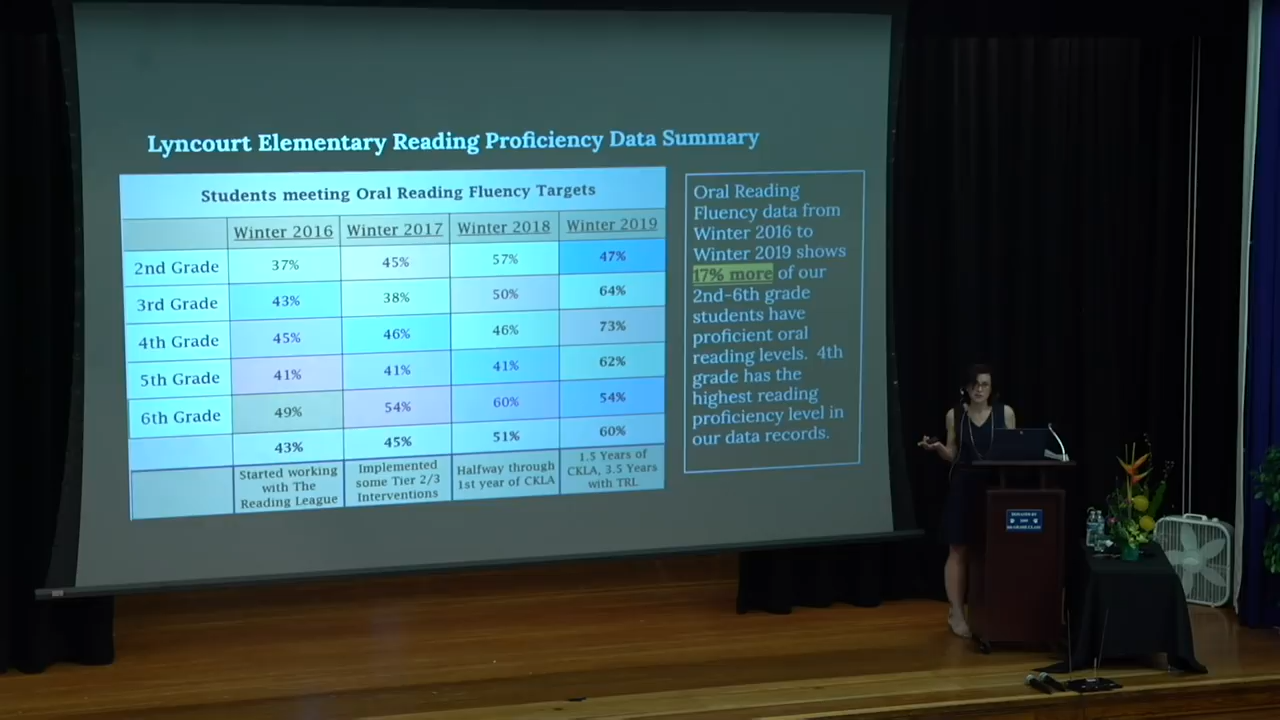 Lyncourt Elementary Reading Proficiency Data Summary
Students meeting Oral Reading Fluency Targets
Winter 2016 Winter 2017 Winter 2018 Winter 2019
2nd Grade 37% 45% 57% 47%
3rd Grade 43% 38% 50% 64%
4th Grade 45% 46% 46% 73%
5th Grade 41% 41% 41% 62%
6th Grade 49% 54% 60% 54%
43% 45% 51% 60%
Started working
with The
Reading League
Implemented
some Tier 2/3
Interventions
Halfway through
1st year of CKLA
1.5 Years of
CKLA, 3.5 Years
with TRL
Oral Reading
Fluency data from
Winter 2016 to
Winter 2019 shows
17% more of our
2nd-6th grade
students have
proficient oral
reading levels. 4th
grade has the
highest reading
proficiency level in
our data records.